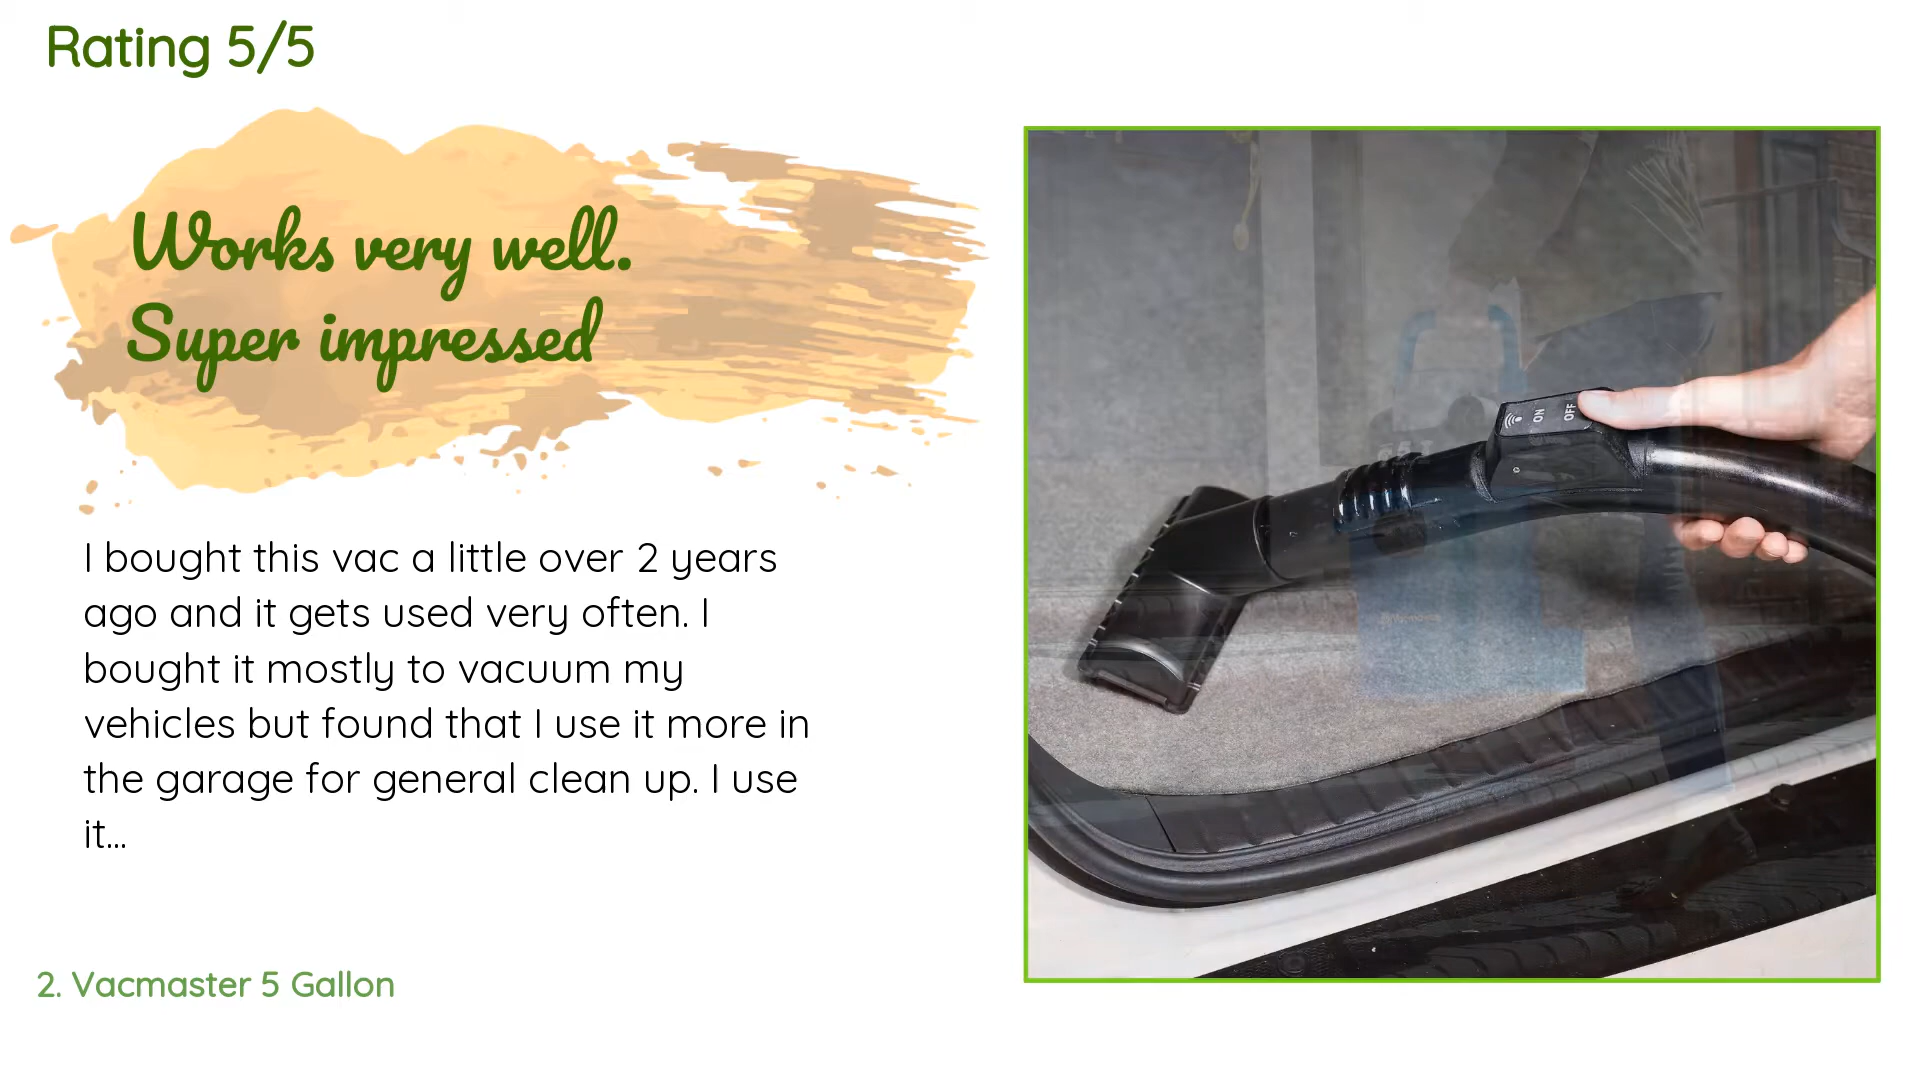 Rating 5/5
Works very well.
Super impressed
I bought this vac a little over 2 years
ago and it gets used very often. I
bought it mostly to vacuum my
vehicles but found that I use it more in
the garage for general clean up. I use
it...
ON
OFF
2. Vacmaster 5 Gallon